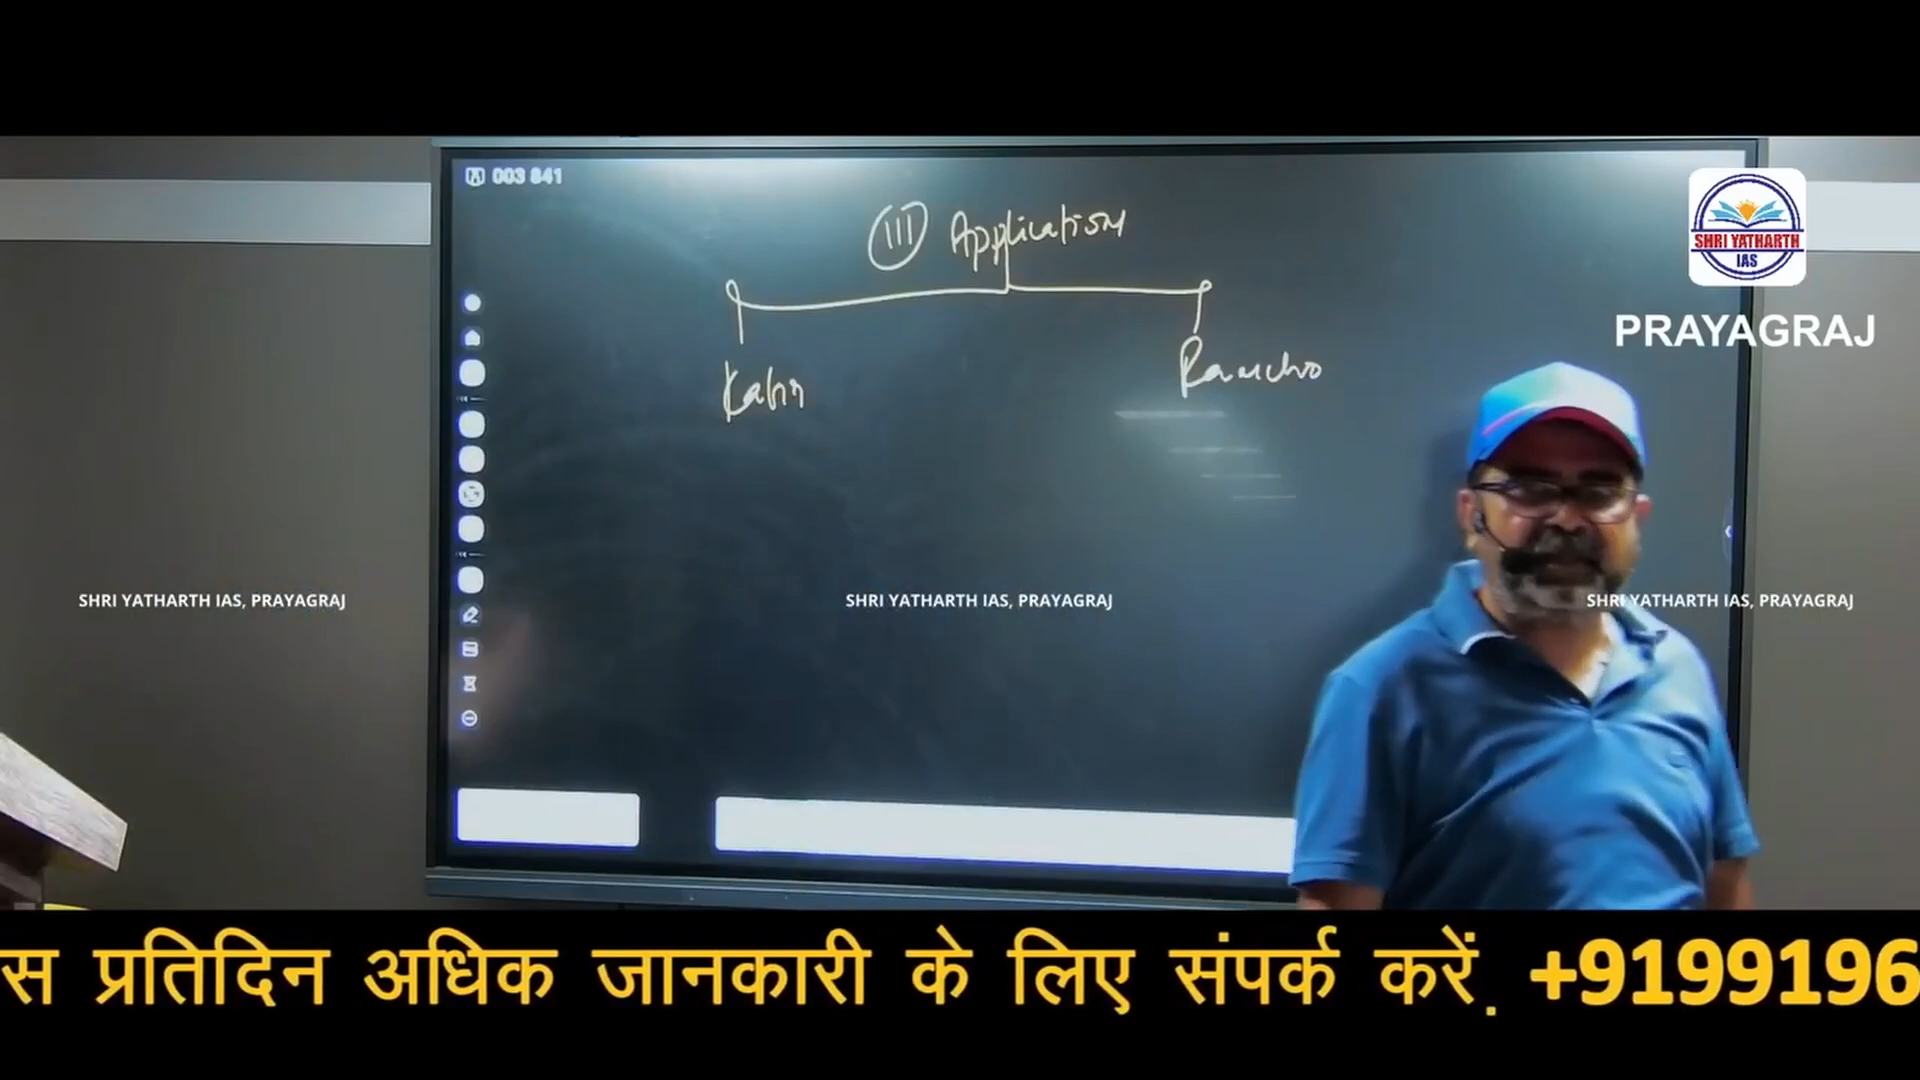 003 841
III Application
Kabir
Rancho
SHRI YATHARTH
IAS
PRAYAGRAJ
SHRI YATHARTH IAS, PRAYAGRAJ
SHRI YATHARTH IAS, PRAYAGRAJ
SHRI YATHARTH IAS, PRAYAGRAJ
स प्रतिदिन अधिक जानकारी के लिए संपर्क करें. +9199196